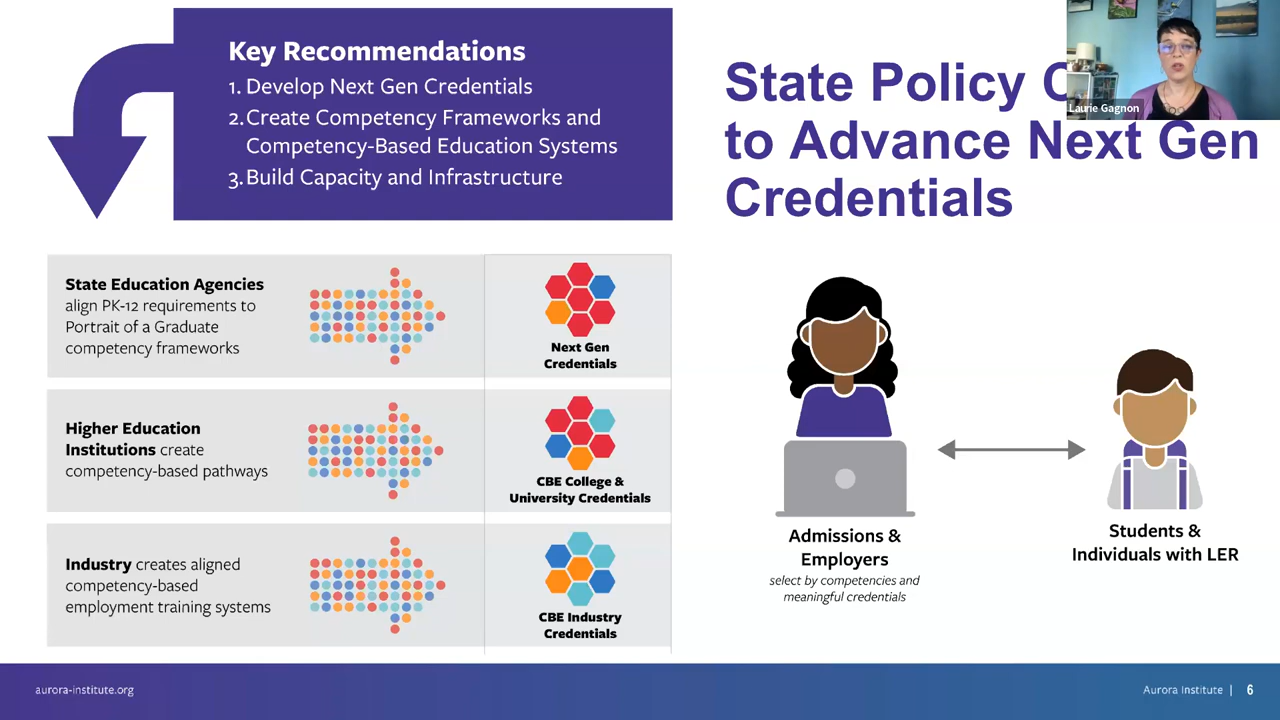 Key Recommendations
1. Develop Next Gen Credentials
2. Create Competency Frameworks and
Competency-Based Education Systems
3. Build Capacity and Infrastructure
State Policy
to Advance Next Gen
Credentials
Laurie Gagnon
State Education Agencies
align PK-12 requirements to
Portrait of a Graduate
competency frameworks
Next Gen
Credentials
Higher Education
Institutions create
competency-based pathways
CBE College &
University Credentials
Industry creates aligned
competency-based
employment training systems
CBE Industry
Credentials
Admissions &
Employers
select by competencies and
meaningful credentials
Students &
Individuals with LER
aurora-institute.org
Aurora Institute | 6